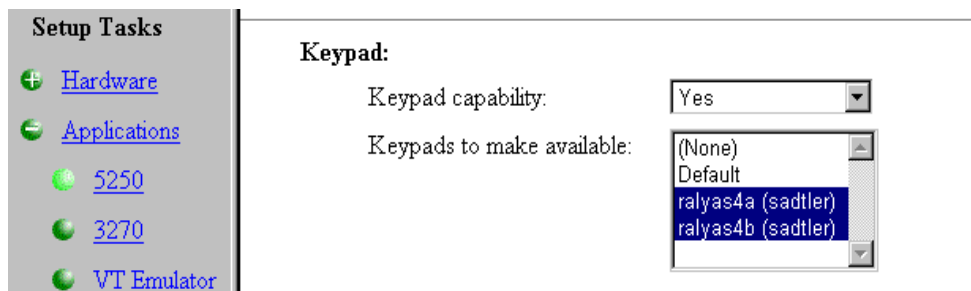 Setup Tasks
Hardware
Applications
5250
3270
VT Emulator
Keypad:
Keypad capability: Yes
Keypads to make available: (None)
Default
ralyas4a (sadtler)
ralyas4b (sadtler)